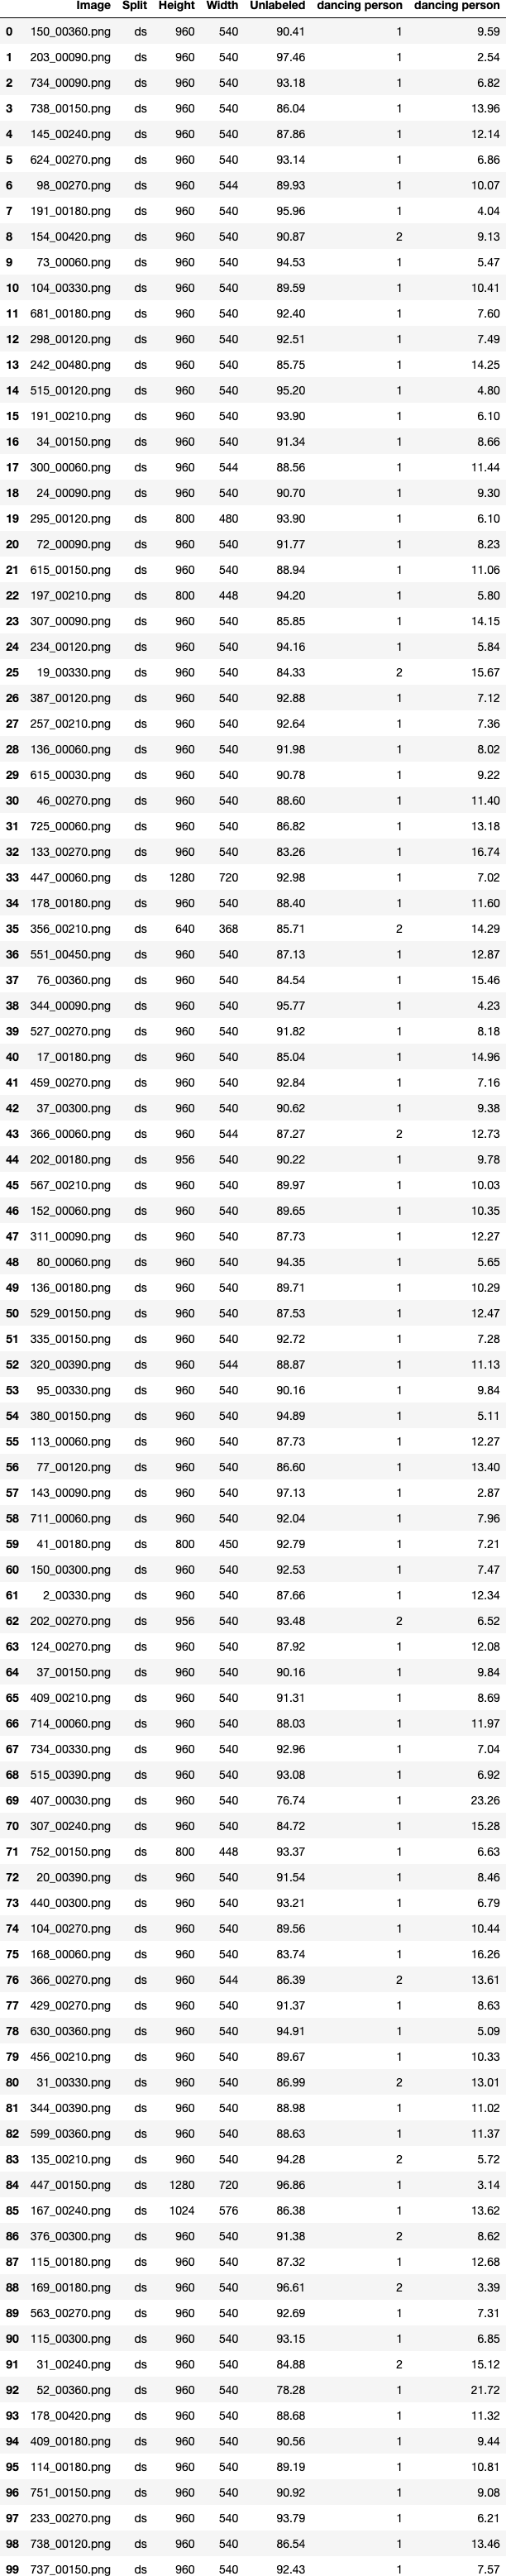 Image Split Height Width Unlabeled dancing person dancing person
0 150_00360.png ds 960 540 90.41 1 9.59
1 203_00090.png ds 960 540 97.46 1 2.54
2 734_00090.png ds 960 540 93.18 1 6.82
3 738_00150.png ds 960 540 86.04 1 13.96
4 145_00240.png ds 960 540 87.86 1 12.14
5 624_00270.png ds 960 540 93.14 1 6.86
6 98_00270.png ds 960 544 89.93 1 10.07
7 191_00180.png ds 960 540 95.96 1 4.04
8 154_00420.png ds 960 540 90.87 2 9.13
9 73_00060.png ds 960 540 94.53 1 5.47
10 104_00330.png ds 960 540 89.59 1 10.41
11 681_00180.png ds 960 540 92.40 1 7.60
12 298_00120.png ds 960 540 92.51 1 7.49
13 242_00480.png ds 960 540 85.75 1 14.25
14 515_00120.png ds 960 540 95.20 1 4.80
15 191_00210.png ds 960 540 93.90 1 6.10
16 34_00150.png ds 960 540 91.34 1 8.66
17 300_00060.png ds 960 544 88.56 1 11.44
18 24_00090.png ds 960 540 90.70 1 9.30
19 295_00120.png ds 800 480 93.90 1 6.10
20 72_00090.png ds 960 540 91.77 1 8.23
21 615_00150.png ds 960 540 88.94 1 11.06
22 197_00210.png ds 800 448 94.20 1 5.80
23 307_00090.png ds 960 540 85.85 1 14.15
24 234_00120.png ds 960 540 94.16 1 5.84
25 19_00330.png ds 960 540 84.33 2 15.67
26 387_00120.png ds 960 540 92.88 1 7.12
27 257_00210.png ds 960 540 92.64 1 7.36
28 136_00060.png ds 960 540 91.98 1 8.02
29 615_00030.png ds 960 540 90.78 1 9.22
30 46_00270.png ds 960 540 88.60 1 11.40
31 725_00060.png ds 960 540 86.82 1 13.18
32 133_00270.png ds 960 540 83.26 1 16.74
33 447_00060.png ds 1280 720 92.98 1 7.02
34 178_00180.png ds 960 540 88.40 1 11.60
35 356_00210.png ds 640 368 85.71 2 14.29
36 551_00450.png ds 960 540 87.13 1 12.87
37 76_00360.png ds 960 540 84.54 1 15.46
38 344_00090.png ds 960 540 95.77 1 4.23
39 527_00270.png ds 960 540 91.82 1 8.18
40 17_00180.png ds 960 540 85.04 1 14.96
41 459_00270.png ds 960 540 92.84 1 7.16
42 37_00300.png ds 960 540 90.62 1 9.38
43 366_00060.png ds 960 544 87.27 2 12.73
44 202_00180.png ds 956 540 90.22 1 9.78
45 567_00210.png ds 960 540 89.97 1 10.03
46 152_00060.png ds 960 540 89.65 1 10.35
47 311_00090.png ds 960 540 87.73 1 12.27
48 80_00060.png ds 960 540 94.35 1 5.65
49 136_00180.png ds 960 540 89.71 1 10.29
50 529_00150.png ds 960 540 87.53 1 12.47
51 335_00150.png ds 960 540 92.72 1 7.28
52 320_00390.png ds 960 544 88.87 1 11.13
53 95_00330.png ds 960 540 90.16 1 9.84
54 380_00150.png ds 960 540 94.89 1 5.11
55 113_00060.png ds 960 540 87.73 1 12.27
56 77_00120.png ds 960 540 86.60 1 13.40
57 143_00090.png ds 960 540 97.13 1 2.87
58 711_00060.png ds 960 540 92.04 1 7.96
59 41_00180.png ds 800 450 92.79 1 7.21
60 150_00300.png ds 960 540 92.53 1 7.47
61 2_00330.png ds 960 540 87.66 1 12.34
62 202_00270.png ds 956 540 93.48 2 6.52
63 124_00270.png ds 960 540 87.92 1 12.08
64 37_00150.png ds 960 540 90.16 1 9.84
65 409_00210.png ds 960 540 91.31 1 8.69
66 714_00060.png ds 960 540 88.03 1 11.97
67 734_00330.png ds 960 540 92.96 1 7.04
68 515_00390.png ds 960 540 93.08 1 6.92
69 407_00030.png ds 960 540 76.74 1 23.26
70 307_00240.png ds 960 540 84.72 1 15.28
71 752_00150.png ds 800 448 93.37 1 6.63
72 20_00390.png ds 960 540 91.54 1 8.46
73 440_00300.png ds 960 540 93.21 1 6.79
74 104_00270.png ds 960 540 89.56 1 10.44
75 168_00060.png ds 960 540 83.74 1 16.26
76 366_00270.png ds 960 544 86.39 2 13.61
77 429_00270.png ds 960 540 91.37 1 8.63
78 630_00360.png ds 960 540 94.91 1 5.09
79 456_00210.png ds 960 540 89.67 1 10.33
80 31_00330.png ds 960 540 86.99 2 13.01
81 344_00390.png ds 960 540 88.98 1 11.02
82 599_00360.png ds 960 540 88.63 1 11.37
83 135_00210.png ds 960 540 94.28 2 5.72
84 447_00150.png ds 1280 720 96.86 1 3.14
85 167_00240.png ds 1024 576 86.38 1 13.62
86 376_00300.png ds 960 540 91.38 2 8.62
87 115_00180.png ds 960 540 87.32 1 12.68
88 169_00180.png ds 960 540 96.61 2 3.39
89 563_00270.png ds 960 540 92.69 1 7.31
90 115_00300.png ds 960 540 93.15 1 6.85
91 31_00240.png ds 960 540 84.88 2 15.12
92 52_00360.png ds 960 540 78.28 1 21.72
93 178_00420.png ds 960 540 88.68 1 11.32
94 409_00180.png ds 960 540 90.56 1 9.44
95 114_00180.png ds 960 540 89.19 1 10.81
96 751_00150.png ds 960 540 90.92 1 9.08
97 233_00270.png ds 960 540 93.79 1 6.21
98 738_00120.png ds 960 540 86.54 1 13.46
99 737_00150.png ds 960 540 92.43 1 7.57